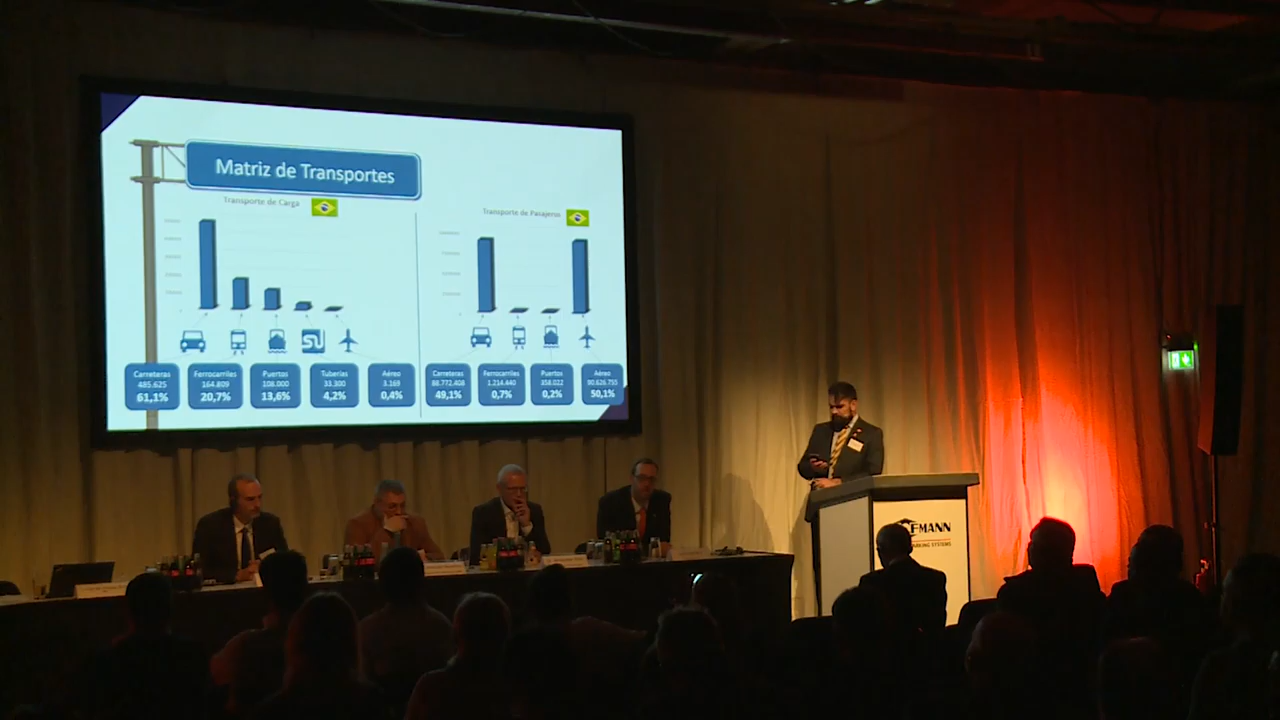 Matriz de Transportes
Transporte de Carga
Transporte de Pasajeros
Carreteras
485.625
61,1%
Ferrocarriles
164.809
20,7%
Puertos
108.000
13,6%
Tuberías
33.300
4,2%
Aéreo
3.169
0,4%
Carreteras
88.772.408
49,1%
Ferrocarriles
1.214.440
0,7%
Puertos
358.022
0,2%
Aéreo
90.626.755
50,1%
FMANN
ARKING SYSTEMS